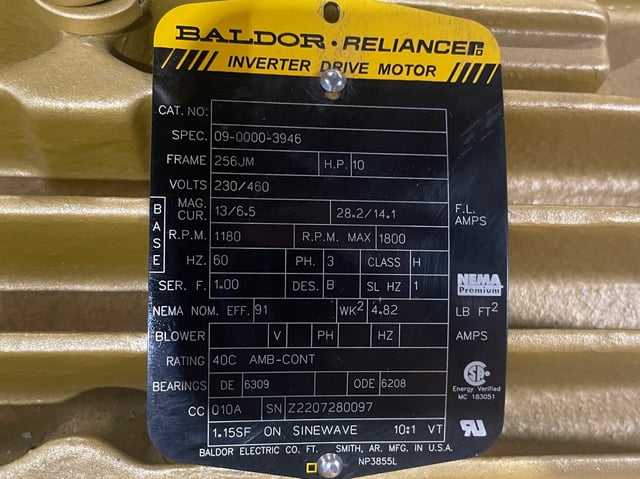 BALDOR · RELIANCE
INVERTER DRIVE MOTOR
CAT. NO.
SPEC. 09-0000-3946
FRAME 256JM H.P. 10
VOLTS 230/460
MAG. CUR. 13/6.5 28.2/14.1 F.L. AMPS
BASE
R.P.M. 1180 R.P.M. MAX 1800
HZ. 60 PH. 3 CLASS H
SER. F. 1.00 DES. B SL HZ 1
NEMA Premium
NEMA NOM. EFF. 91 WK² 4.82 LB FT²
BLOWER V PH HZ AMPS
RATING 40C AMB-CONT
BEARINGS DE 6309 ODE 6208
Energy Verified
MC 183051
CC 010A SN Z2207280097
1.15SF ON SINEWAVE 10:1 VT
BALDOR ELECTRIC CO. FT. SMITH, AR. MFG. IN U.S.A.
NP3855L